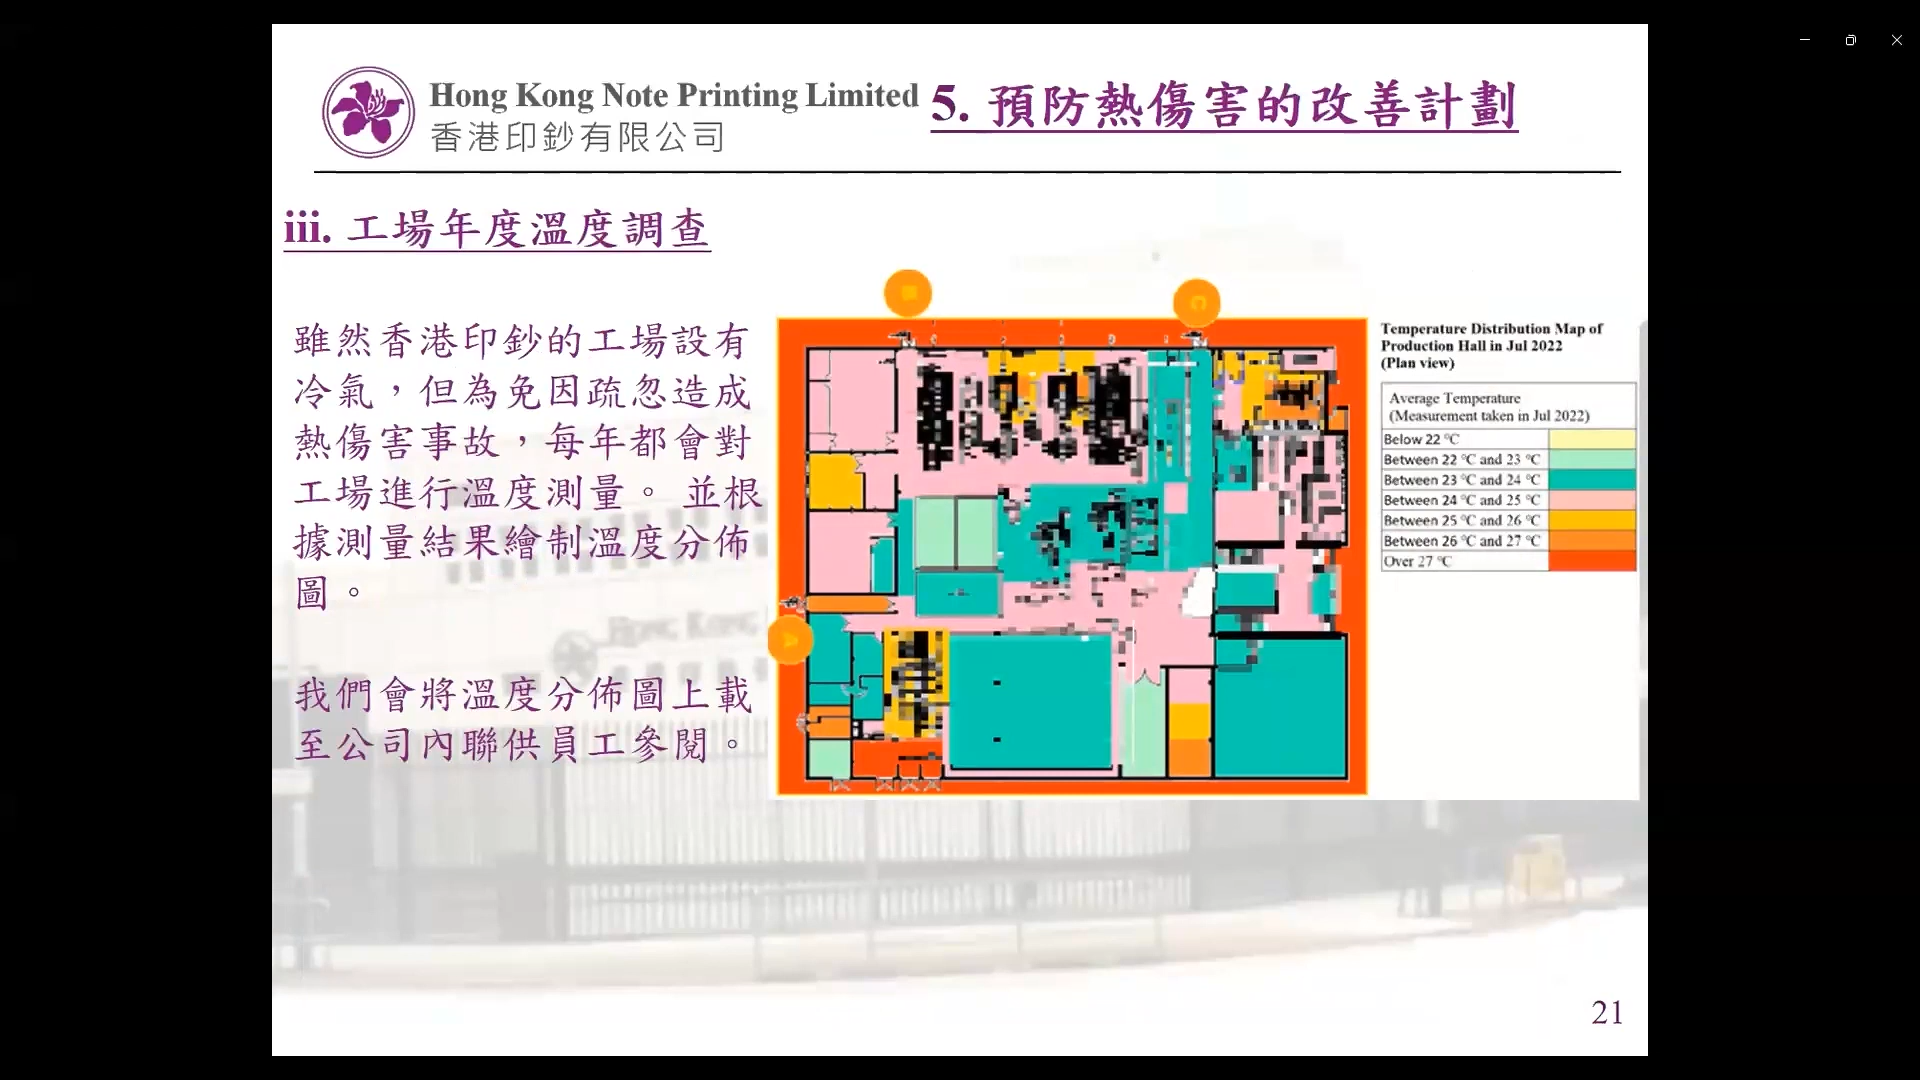 Hong Kong Note Printing Limited
香港印鈔有限公司
5. 預防熱傷害的改善計劃
iii. 工場年度溫度調查
雖然香港印鈔的工場設有
冷氣，但為免因疏忽造成
熱傷害事故，每年都會對
工場進行溫度測量。 並根
據測量結果繪制溫度分佈
圖。
我們會將溫度分佈圖上載
至公司內聯供員工參閱。
Temperature Distribution Map of
Production Hall in Jul 2022
(Plan view)
Average Temperature
(Measurement taken in Jul 2022)
Below 22 °C
Between 22 °C and 23 °C
Between 23 °C and 24 °C
Between 24 °C and 25 °C
Between 25 °C and 26 °C
Between 26 °C and 27 °C
Over 27 °C
Hong Kong
21